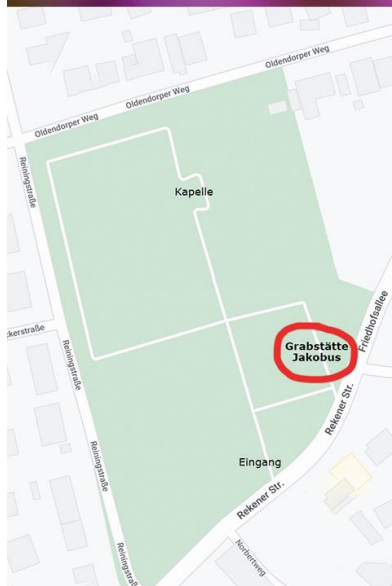 Oldendorper Weg
Oldendorper Weg
Oldendorper Weg
Reiningstraße
Kapelle
ckerstraße
Reiningstraße
Friedhofsallee
Grabstätte
Jakobus
Rekener Str.
Reiningstraße
Eingang
Rekener Str.
Norbertweg
Reiningstraße